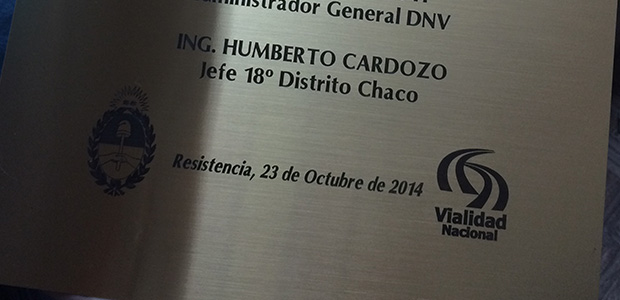 Administrador General DNV
ING. HUMBERTO CARDOZO
Jefe 18º Distrito Chaco
Resistencia, 23 de Octubre de 2014
Vialidad
Nacional